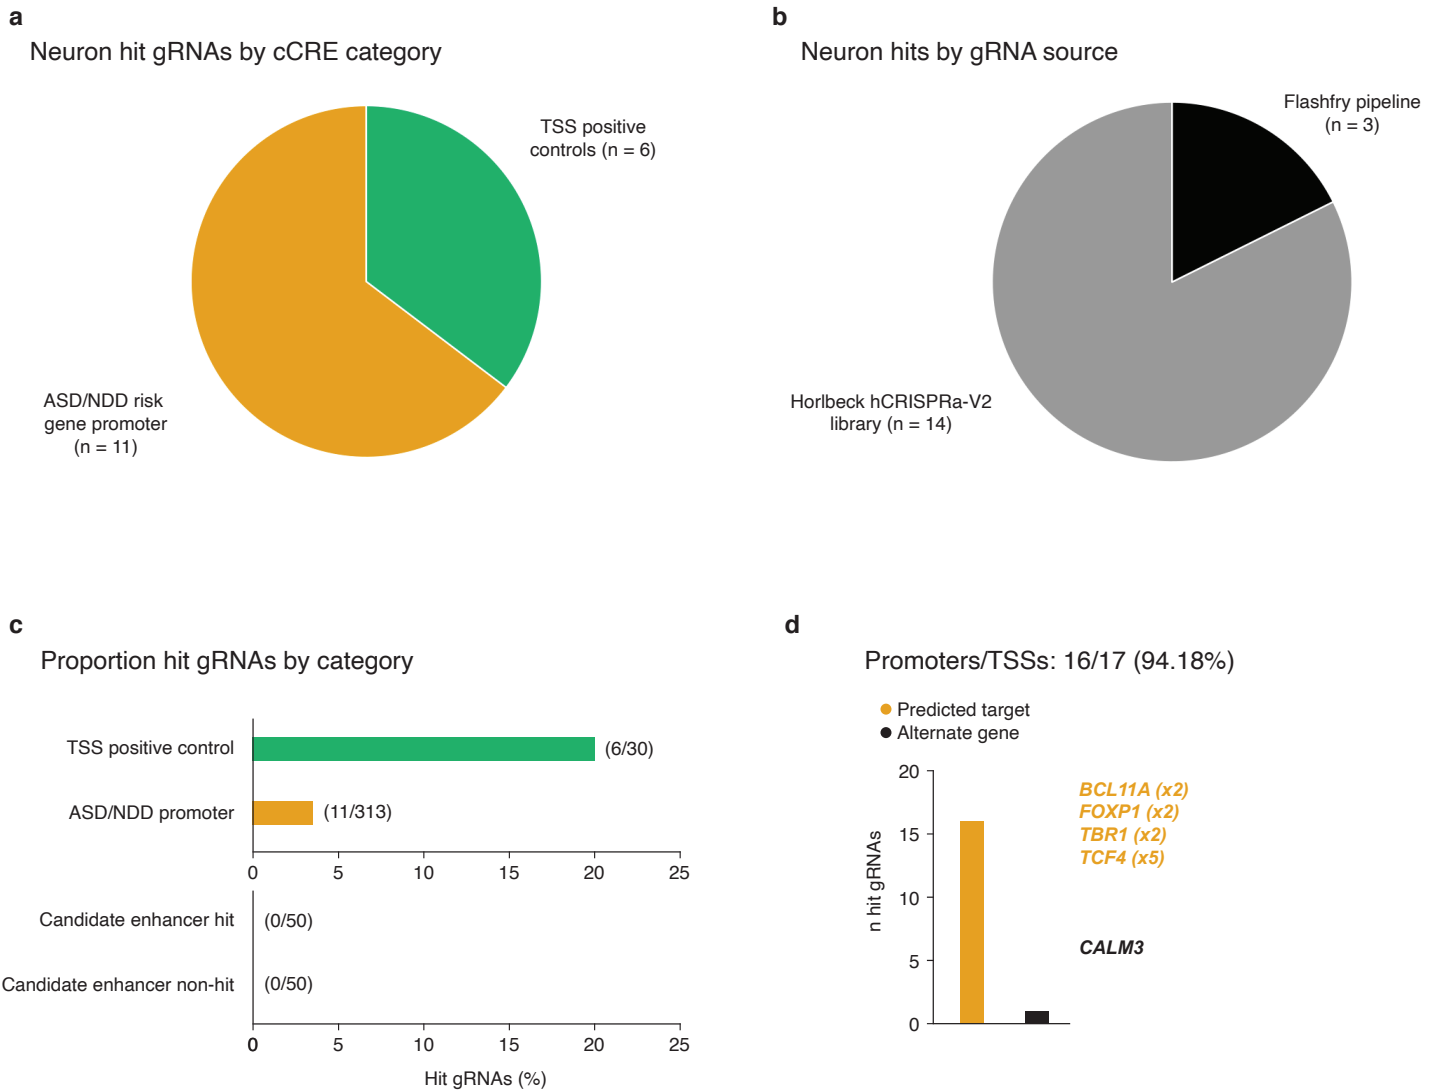 a
Neuron hit gRNAs by cCRE category
TSS positive
controls (n = 6)
ASD/NDD risk
gene promoter
(n = 11)
b
Neuron hits by gRNA source
Flashfry pipeline
(n = 3)
Horlbeck hCRISPRa-V2
library (n = 14)
c
Proportion hit gRNAs by category
TSS positive control
(6/30)
ASD/NDD promoter
(11/313)
0 5 10 15 20 25
Candidate enhancer hit
(0/50)
Candidate enhancer non-hit
(0/50)
0 5 10 15 20 25
Hit gRNAs (%)
d
Promoters/TSSs: 16/17 (94.18%)
Predicted target
Alternate gene
n hit gRNAs
20
15
10
5
0
BCL11A (x2)
FOXP1 (x2)
TBR1 (x2)
TCF4 (x5)
CALM3